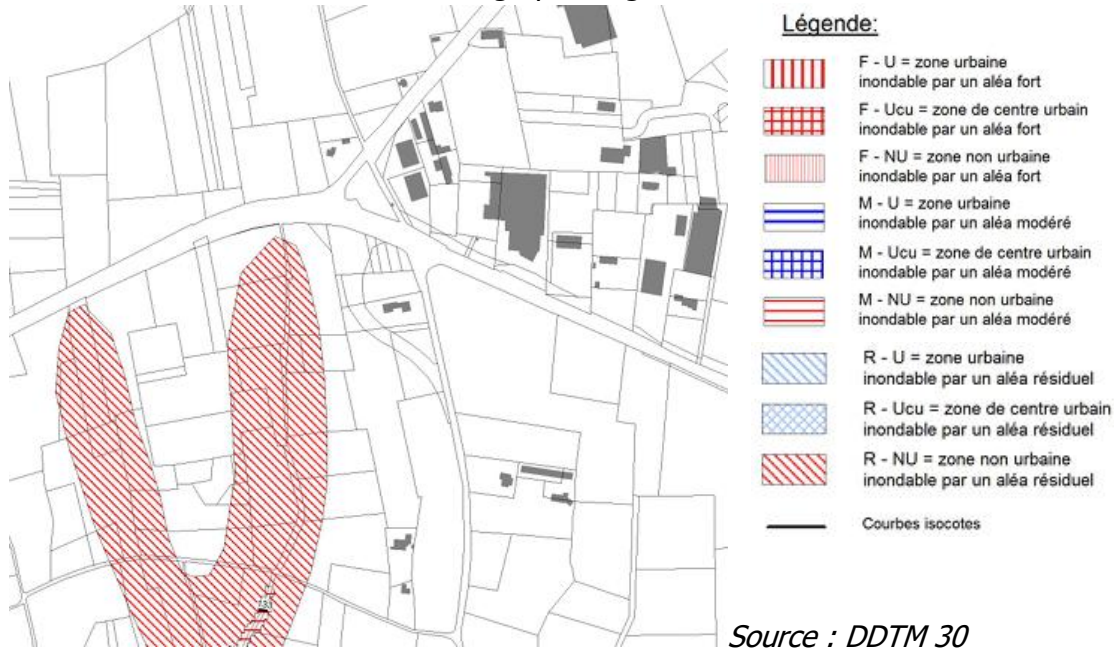 Légende:
F - U = zone urbaine
inondable par un aléa fort
F - Ucu = zone de centre urbain
inondable par un aléa fort
F - NU = zone non urbaine
inondable par un aléa fort
M - U = zone urbaine
inondable par un aléa modéré
M - Ucu = zone de centre urbain
inondable par un aléa modéré
M - NU = zone non urbaine
inondable par un aléa modéré
R - U = zone urbaine
inondable par un aléa résiduel
R - Ucu = zone de centre urbain
inondable par un aléa résiduel
R - NU = zone non urbaine
inondable par un aléa résiduel
Courbes isocotes
Source : DDTM 30